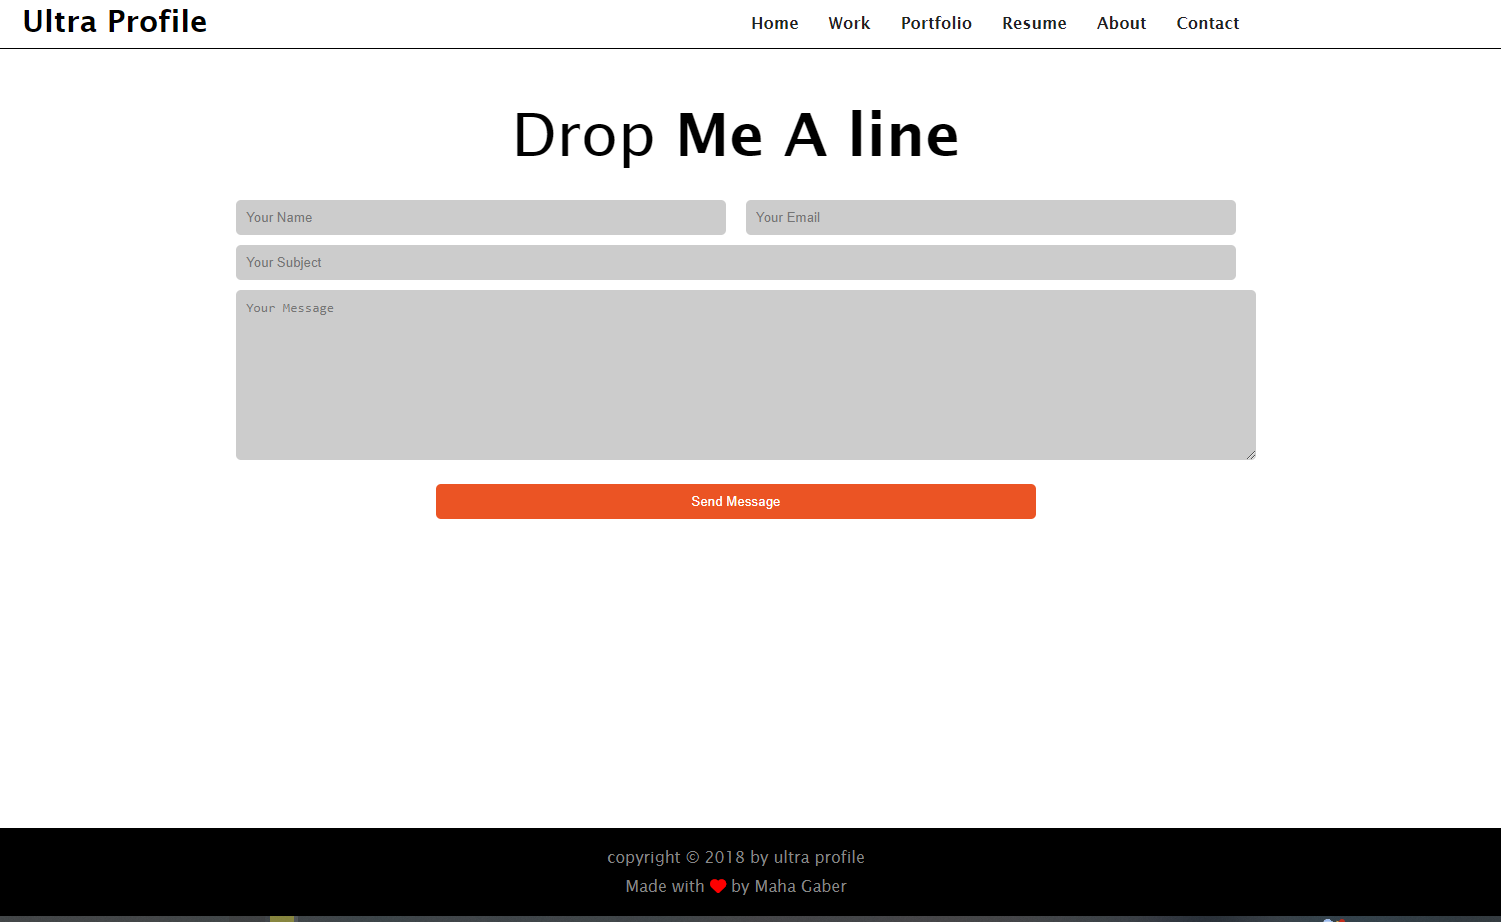 Ultra Profile
Home Work Portfolio Resume About Contact
Drop Me A line
Your Name Your Email
Your Subject
Your Message
Send Message
copyright © 2018 by ultra profile
Made with ❤ by Maha Gaber